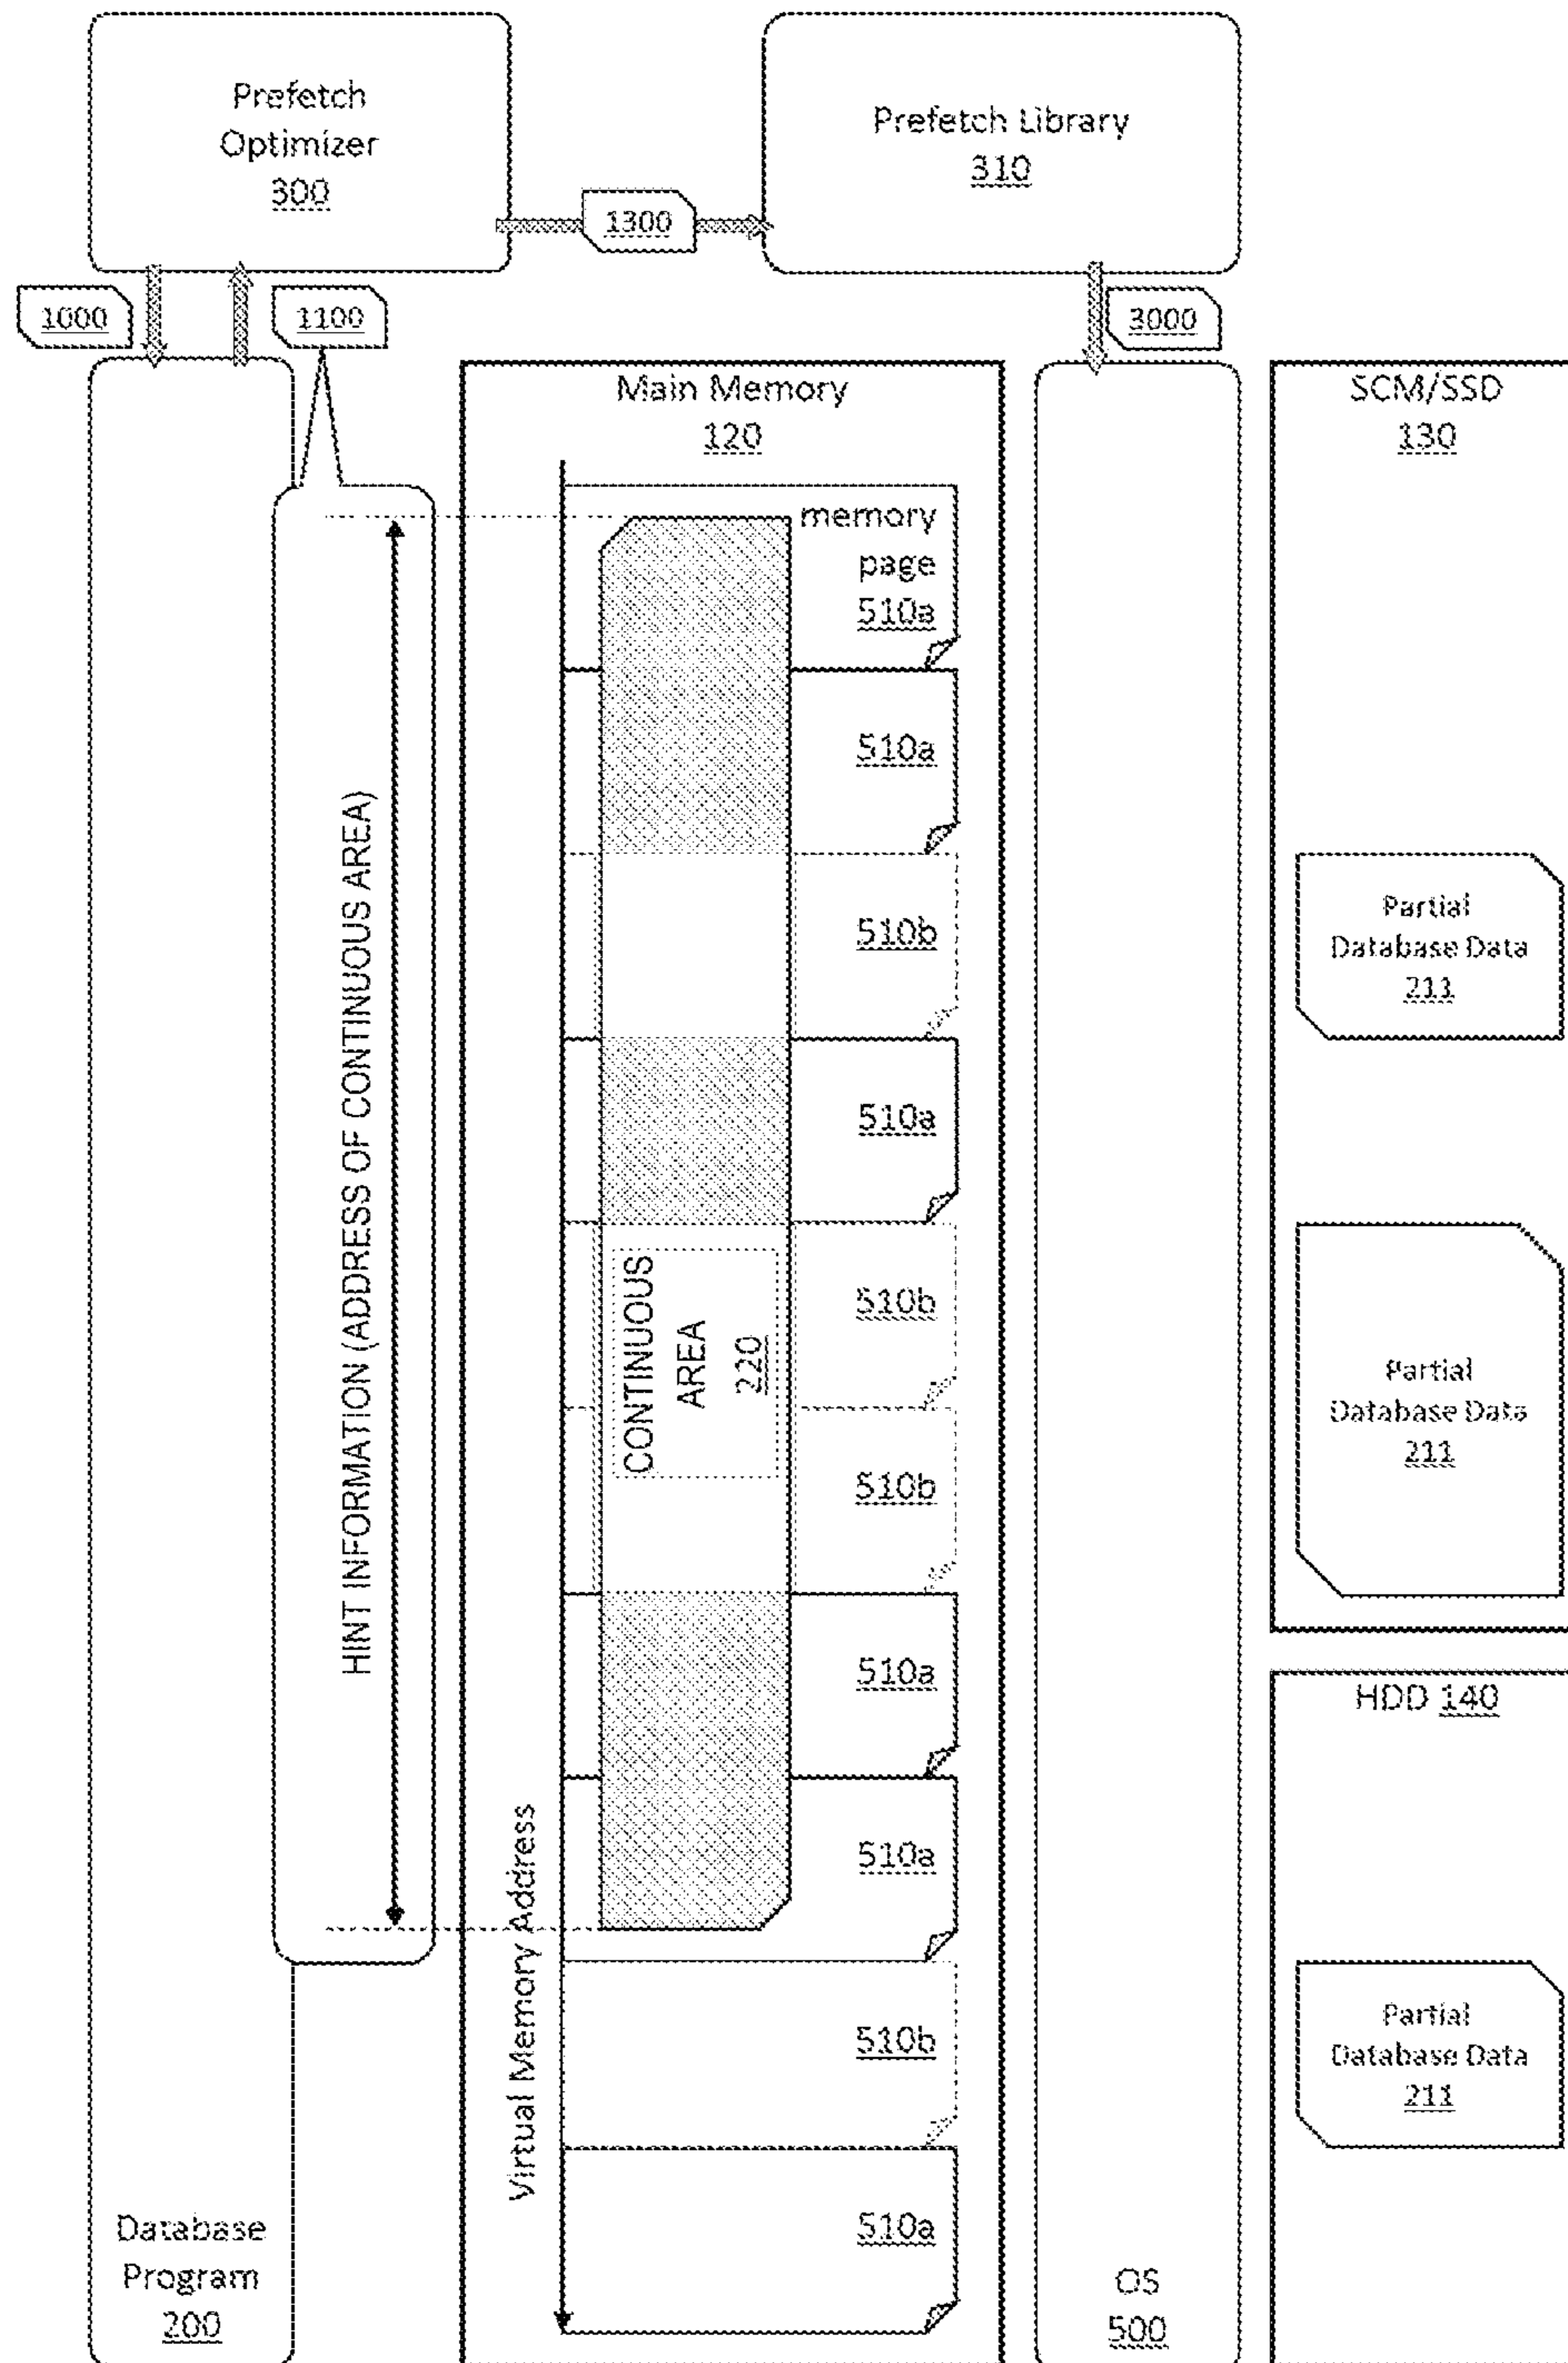 Prefetch
Optimizer
300
Prefetch Library
310
1300
1000
1100
3000
Main Memory
120
SCM/SSD
130
memory
page
510a
510a
510b
510a
510b
510b
510a
510a
510b
510a
HINT INFORMATION (ADDRESS OF CONTINUOUS AREA)
CONTINUOUS
AREA
220
Virtual Memory Address
Partial
Database Data
211
Partial
Database Data
211
HDD 140
Partial
Database Data
211
Database
Program
200
OS
500